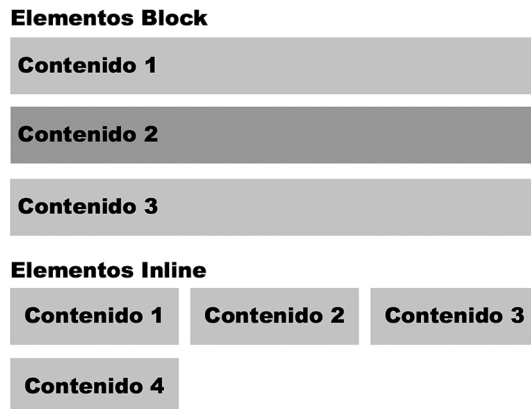 Elementos Block
Contenido 1
Contenido 2
Contenido 3
Elementos Inline
Contenido 1 Contenido 2 Contenido 3
Contenido 4